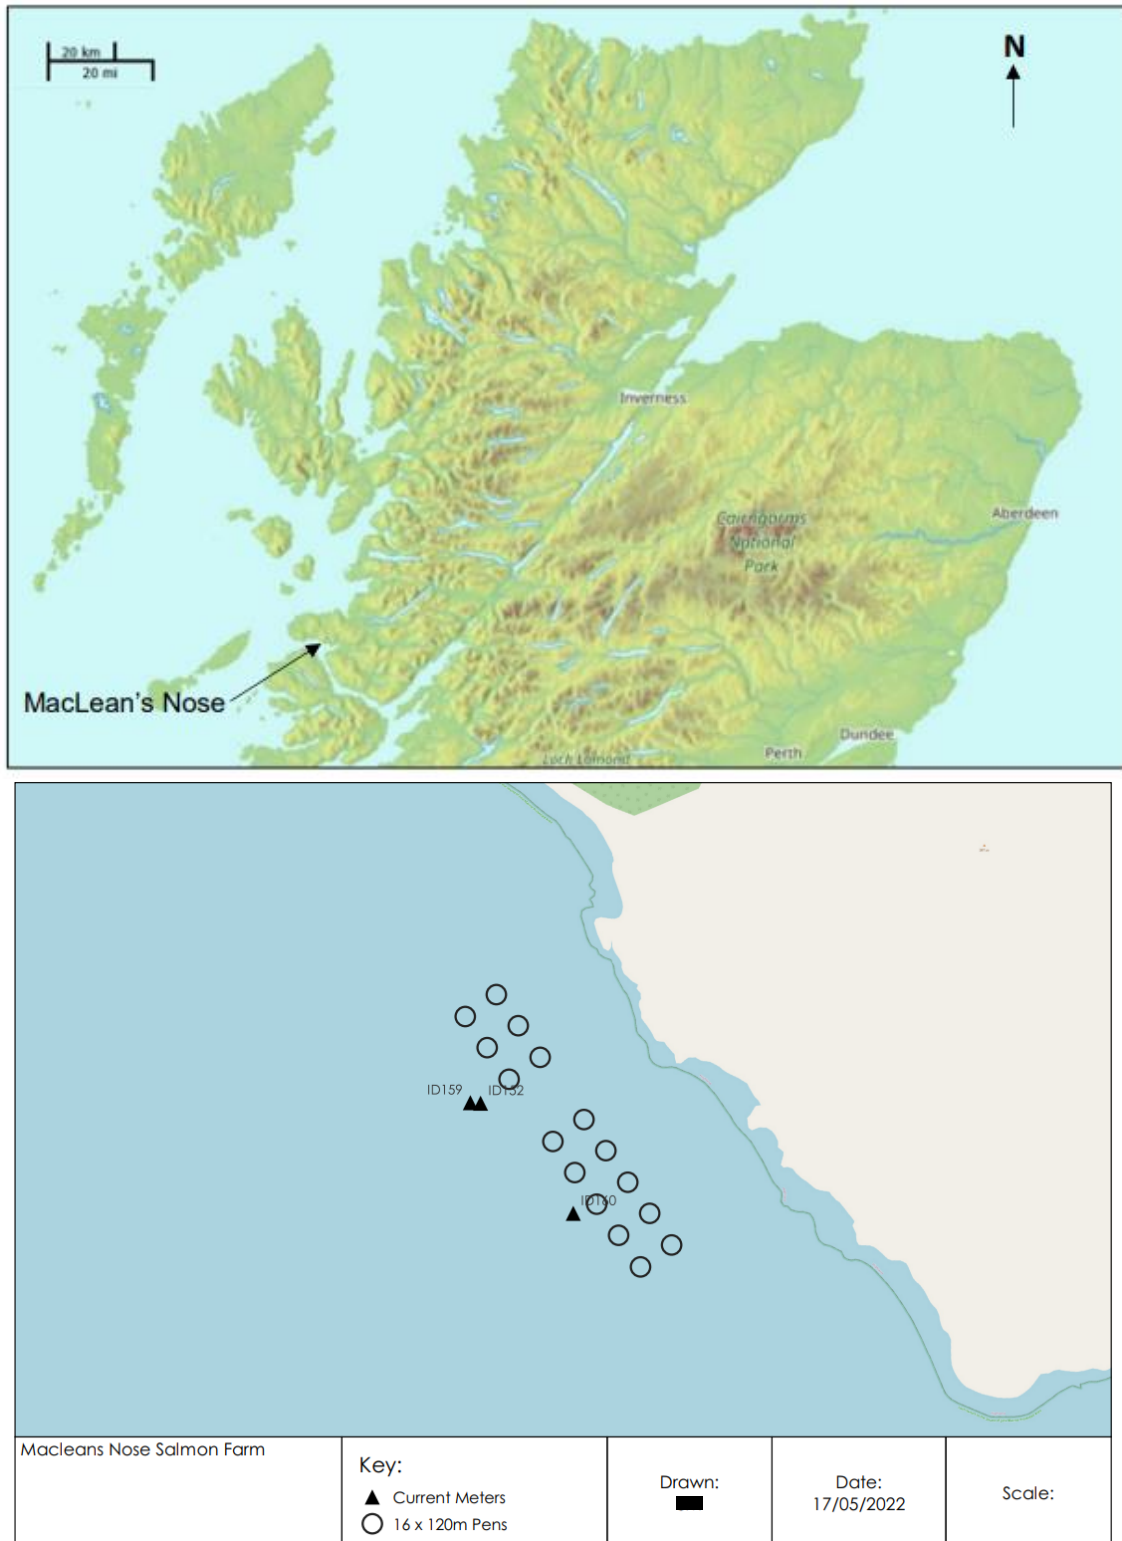 20 km
20 mi
N
Inverness
Cairngorms
National
Park
Aberdeen
MacLean's Nose
Dundee
Perth
Loch Lomond
ID159
ID152
ID160
Macleans Nose Salmon Farm
Key:
Current Meters
16 x 120m Pens
Drawn:
Date:
17/05/2022
Scale: